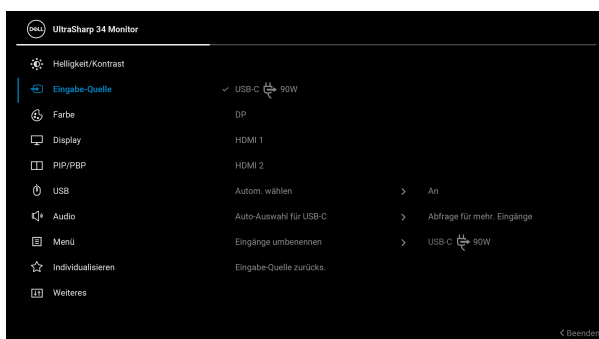 DELL UltraSharp 34 Monitor
Helligkeit/Kontrast
Eingabe-Quelle USB-C 90W
Farbe DP
Display HDMI 1
PIP/PBP HDMI 2
USB Autom. wählen An
Audio Auto-Auswahl für USB-C Abfrage für mehr. Eingänge
Menü Eingänge umbenennen USB-C 90W
Individualisieren Eingabe-Quelle zurücks.
Weiteres
Beenden